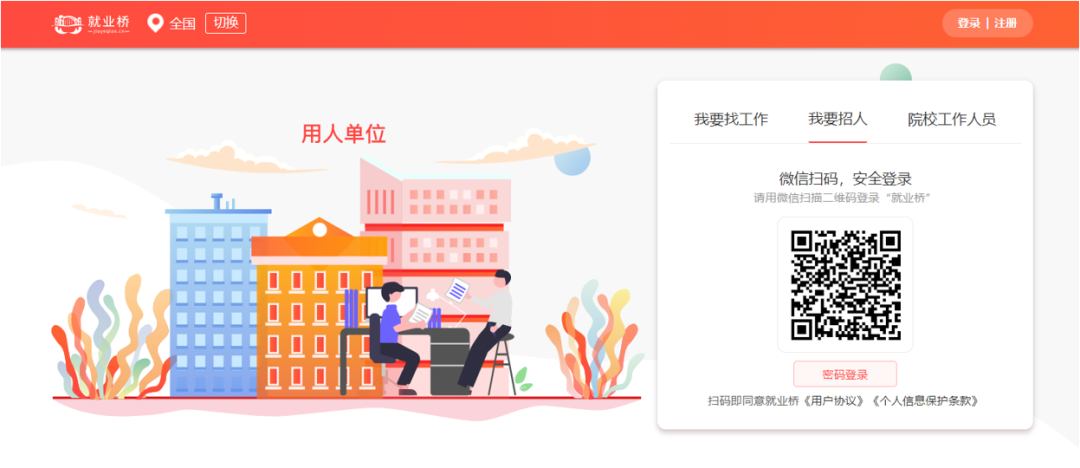 就业桥
—jiuyeqiao.cn—
全国
切换
登录 | 注册
用人单位
我要找工作
我要招人
院校工作人员
微信扫码，安全登录
请用微信扫描二维码登录“就业桥”
密码登录
扫码即同意就业桥《用户协议》《个人信息保护条款》